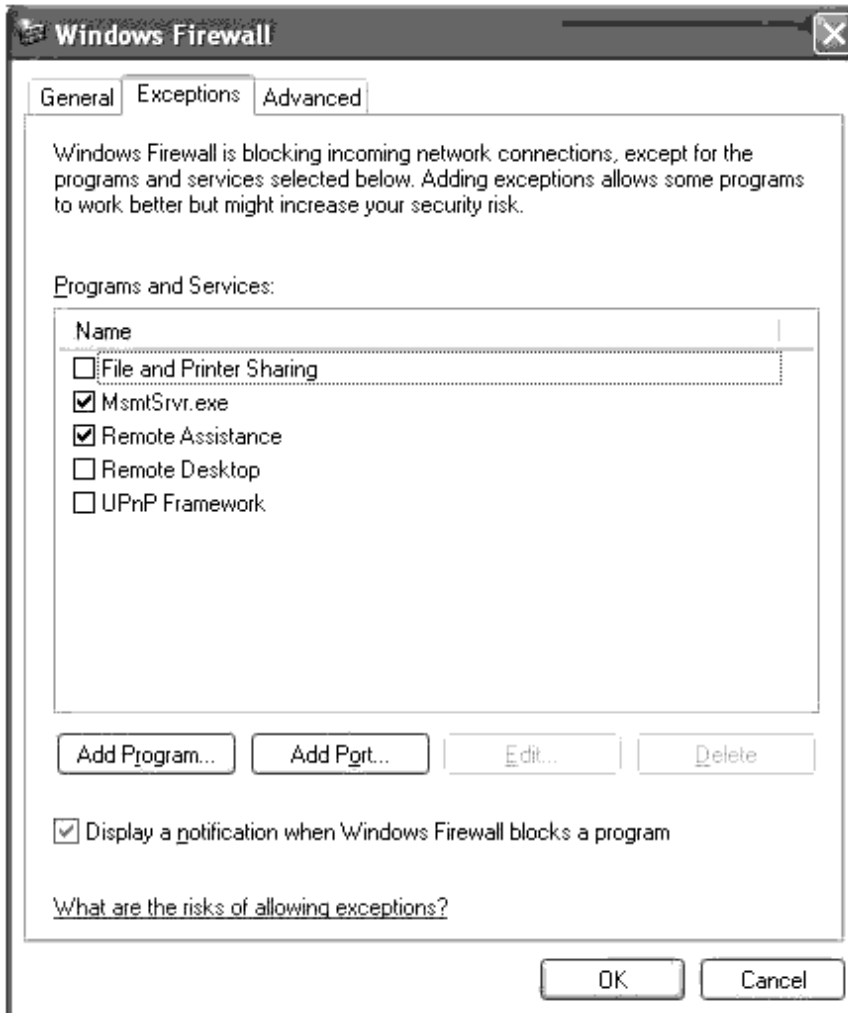 Windows Firewall
General Exceptions Advanced
Windows Firewall is blocking incoming network connections, except for the
programs and services selected below. Adding exceptions allows some programs
to work better but might increase your security risk.
Programs and Services:
Name
File and Printer Sharing
MsmtSrvr.exe
Remote Assistance
Remote Desktop
UPnP Framework
Add Program... Add Port... Edit... Delete
Display a notification when Windows Firewall blocks a program
What are the risks of allowing exceptions?
OK Cancel